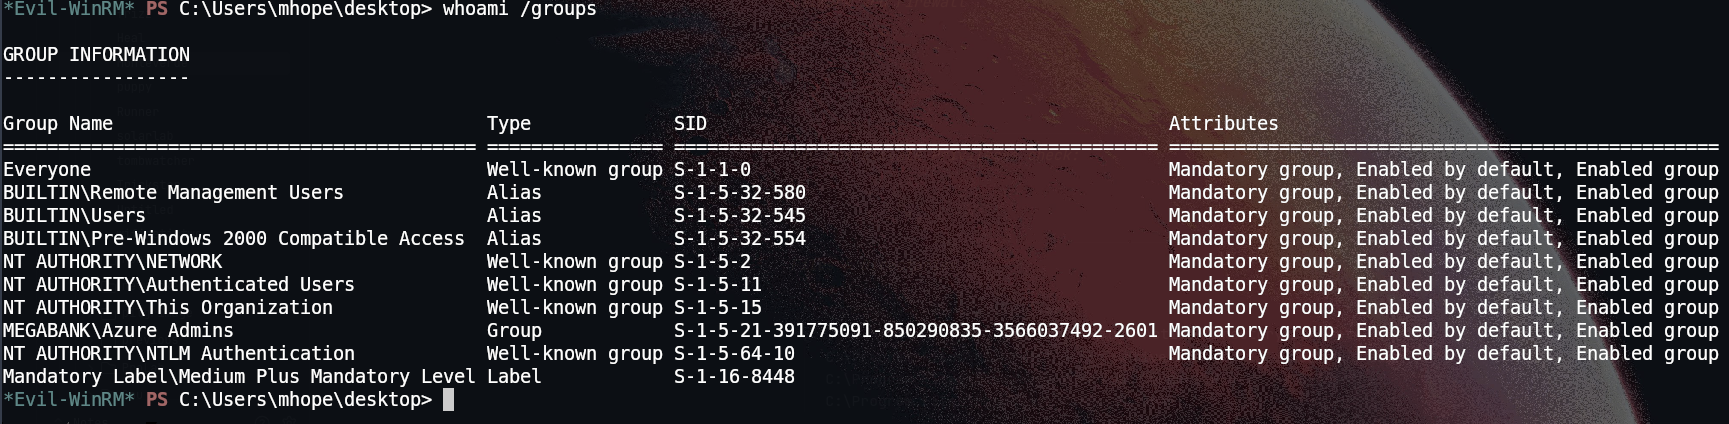 *Evil-WinRM* PS C:\Users\mhope\desktop> whoami /groups
GROUP INFORMATION
-----------------
Group Name Type SID Attributes
=========================================== ================ ============================================ ==================================================
Everyone Well-known group S-1-1-0 Mandatory group, Enabled by default, Enabled group
BUILTIN\Remote Management Users Alias S-1-5-32-580 Mandatory group, Enabled by default, Enabled group
BUILTIN\Users Alias S-1-5-32-545 Mandatory group, Enabled by default, Enabled group
BUILTIN\Pre-Windows 2000 Compatible Access Alias S-1-5-32-554 Mandatory group, Enabled by default, Enabled group
NT AUTHORITY\NETWORK Well-known group S-1-5-2 Mandatory group, Enabled by default, Enabled group
NT AUTHORITY\Authenticated Users Well-known group S-1-5-11 Mandatory group, Enabled by default, Enabled group
NT AUTHORITY\This Organization Well-known group S-1-5-15 Mandatory group, Enabled by default, Enabled group
MEGABANK\Azure Admins Group S-1-5-21-391775091-850290835-3566037492-2601 Mandatory group, Enabled by default, Enabled group
NT AUTHORITY\NTLM Authentication Well-known group S-1-5-64-10 Mandatory group, Enabled by default, Enabled group
Mandatory Label\Medium Plus Mandatory Level Label S-1-16-8448
*Evil-WinRM* PS C:\Users\mhope\desktop>